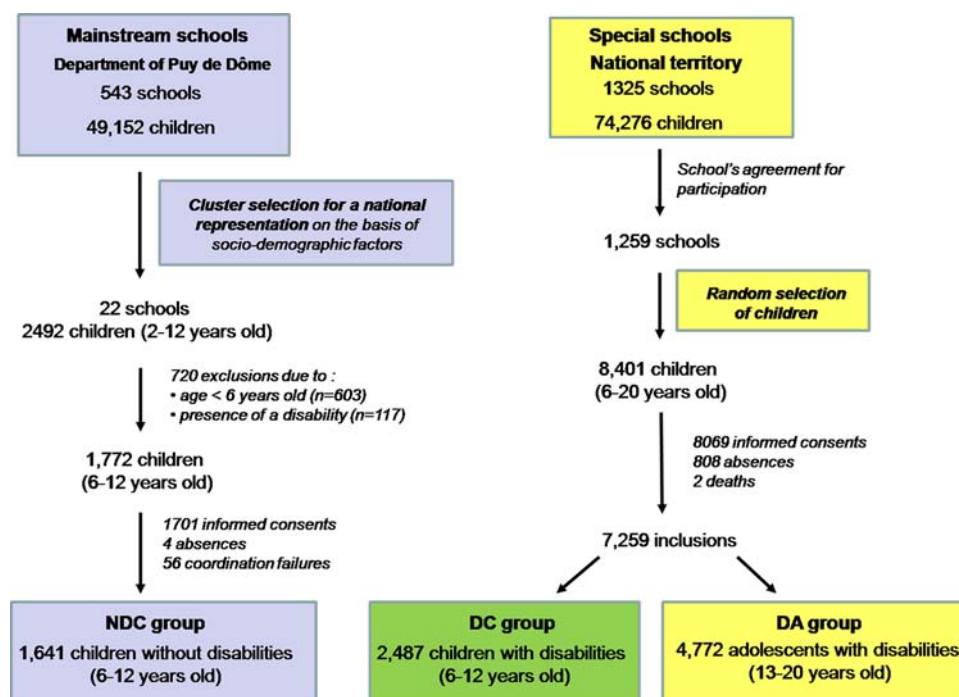 Mainstream schools
Department of Puy de Dôme
543 schools
49,152 children
Cluster selection for a national
representation on the basis of
socio-demographic factors
22 schools
2492 children (2-12 years old)
720 exclusions due to :
• age < 6 years old (n=603)
• presence of a disability (n=117)
1,772 children
(6-12 years old)
1701 informed consents
4 absences
56 coordination failures
NDC group
1,641 children without disabilities
(6-12 years old)
Special schools
National territory
1325 schools
74,276 children
School's agreement for
participation
1,259 schools
Random selection
of children
8,401 children
(6-20 years old)
8069 informed consents
808 absences
2 deaths
7,259 inclusions
DC group
2,487 children with disabilities
(6-12 years old)
DA group
4,772 adolescents with disabilities
(13-20 years old)